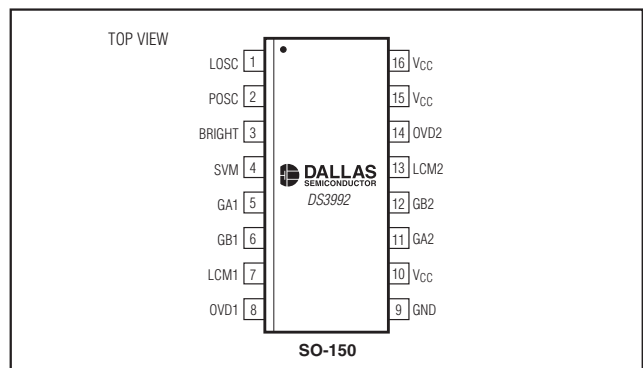 TOP VIEW
LOSC 1
POSC 2
BRIGHT 3
SVM 4
GA1 5
GB1 6
LCM1 7
OVD1 8
DALLAS
SEMICONDUCTOR
DS3992
16 VCC
15 VCC
14 OVD2
13 LCM2
12 GB2
11 GA2
10 VCC
9 GND
SO-150